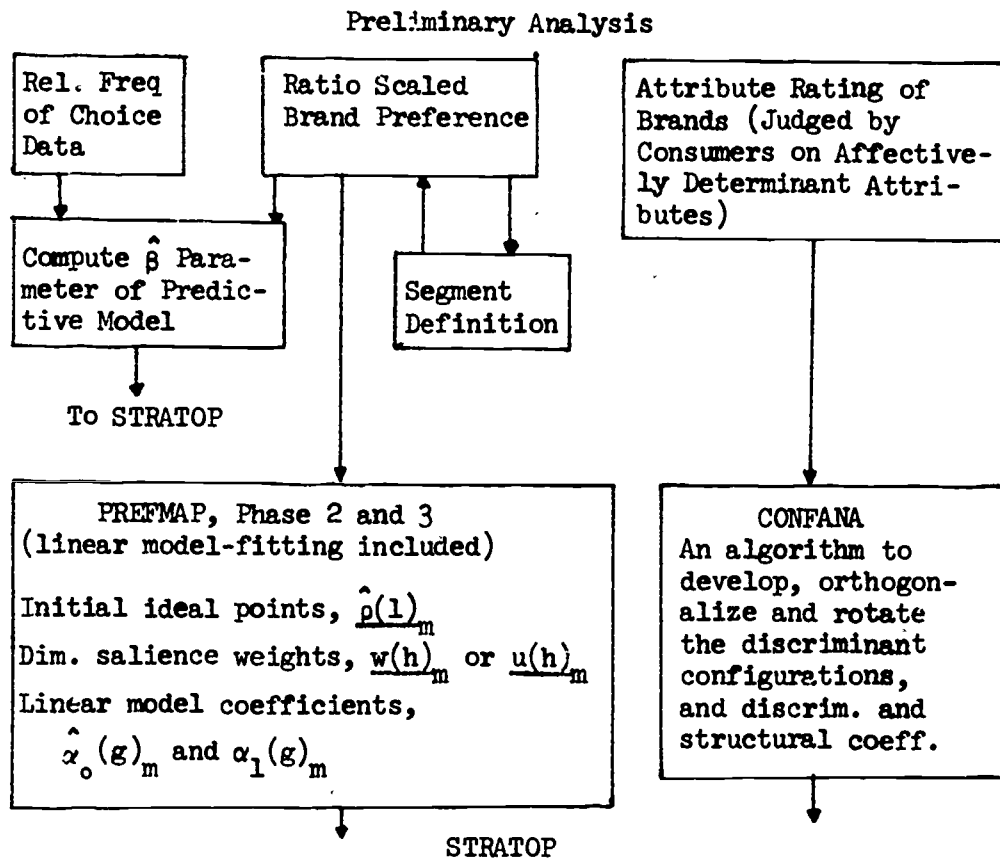 Preliminary Analysis
Rel. Freq
of Choice
Data
Ratio Scaled
Brand Preference
Attribute Rating of
Brands (Judged by
Consumers on Affective-
ly Determinant Attri-
butes)
Compute β̂ Para-
meter of Predic-
tive Model
Segment
Definition
To STRATOP
PREFMAP, Phase 2 and 3
(linear model-fitting included)
Initial ideal points, p̂(1)m
Dim. salience weights, w(h)m or u(h)m
Linear model coefficients,
α̂o(g)m and α1(g)m
CONFANA
An algorithm to
develop, orthogon-
alize and rotate
the discriminant
configurations,
and discrim. and
structural coeff.
STRATOP